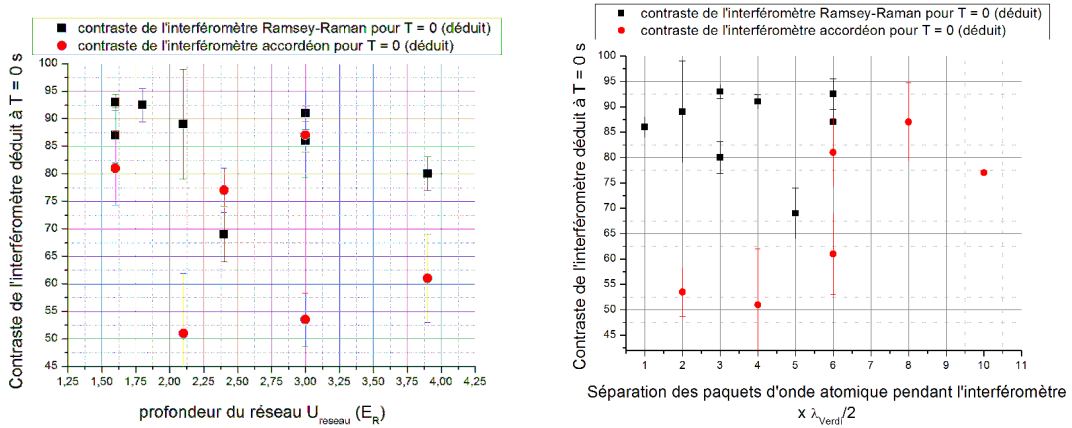 contraste de l'interféromètre Ramsey-Raman pour T = 0 s (déduit)
contraste de l'interféromètre accordéon pour T = 0 (déduit)
Contraste de l'interféromètre déduit à T = 0 s
100
95
90
85
80
75
70
65
60
55
50
45
1,25 1,50 1,75 2,00 2,25 2,50 2,75 3,00 3,25 3,50 3,75 4,00 4,25
profondeur du réseau U reseau (E R)
contraste de l'interféromètre Ramsey-Raman pour T = 0 (déduit)
contraste de l'interféromètre accordéon pour T = 0 (déduit)
Contraste de l'interféromètre déduit à T = 0 s
100
95
90
85
80
75
70
65
60
55
50
45
1 2 3 4 5 6 7 8 9 10 11
Séparation des paquets d'onde atomique pendant l'interféromètre
x λ Verdi/2